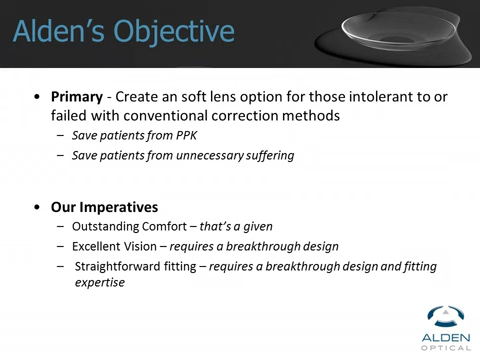 Alden's Objective
• Primary - Create an soft lens option for those intolerant to or
failed with conventional correction methods
– Save patients from PPK
– Save patients from unnecessary suffering
• Our Imperatives
– Outstanding Comfort – that's a given
– Excellent Vision – requires a breakthrough design
– Straightforward fitting – requires a breakthrough design and fitting
expertise
ALDEN
OPTICAL